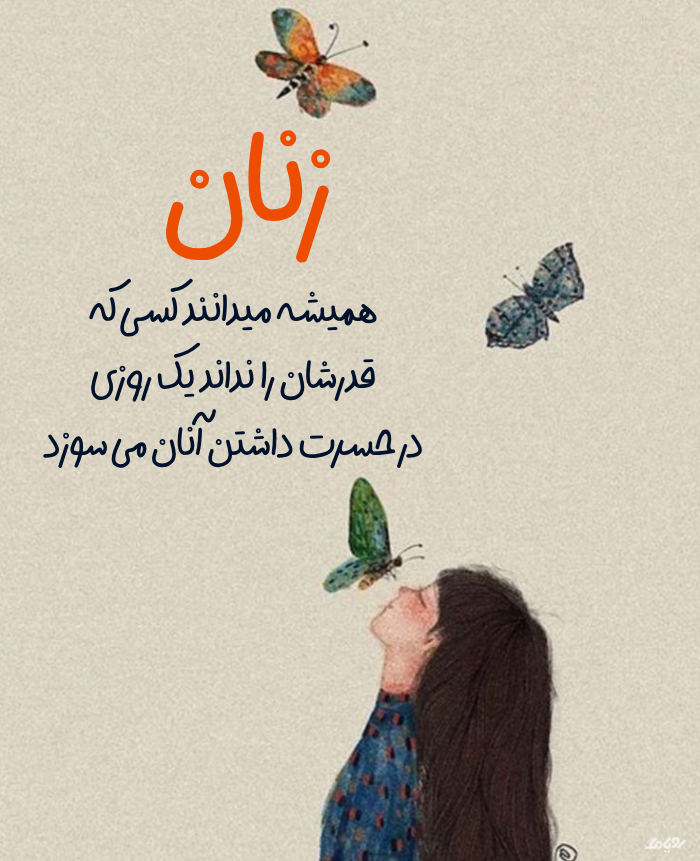 زنان
همیشه میدانند کسی که
قدرشان را نداند یک روزی
در حسرت داشتن آنان می سوزد